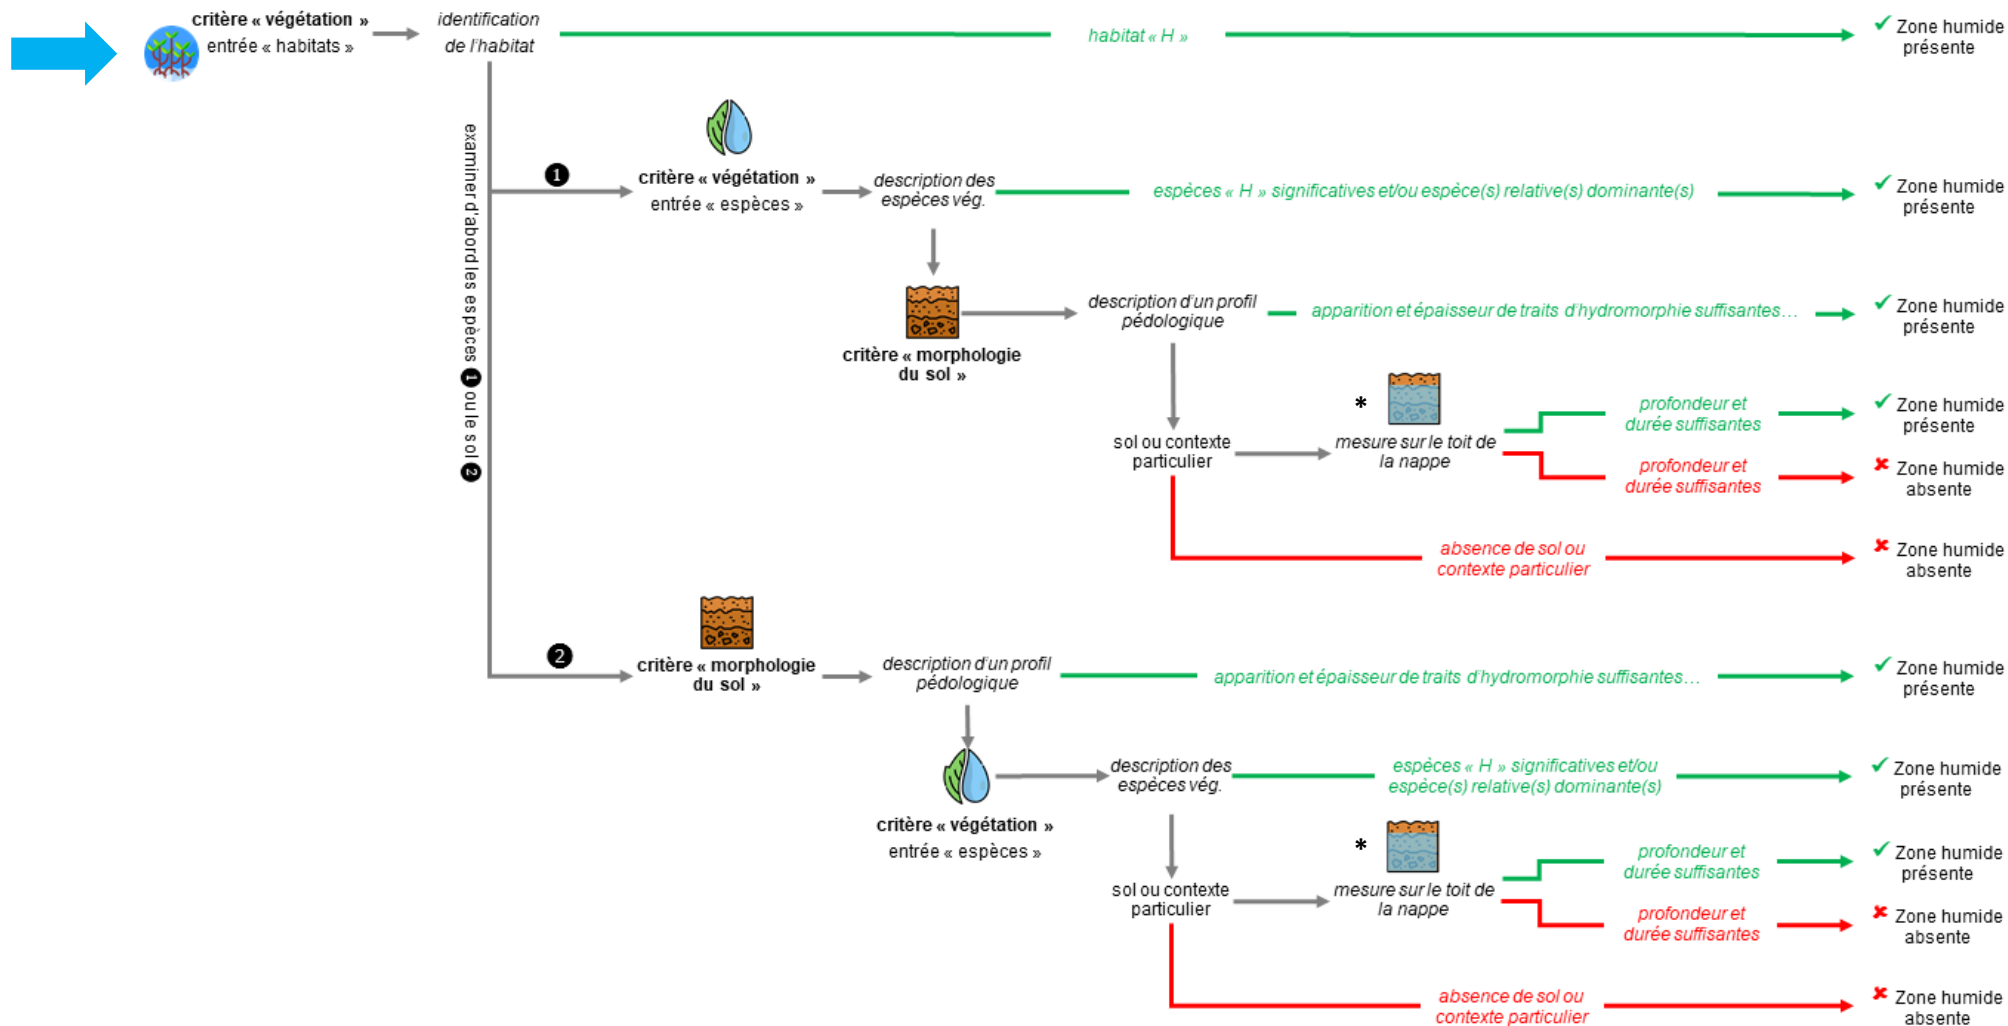 critère « végétation »
entrée « habitats »
identification
de l'habitat
habitat « H »
✓ Zone humide
présente
examiner d'abord les espèces ❶ ou le sol ❷
❶
critère « végétation »
entrée « espèces »
description des
espèces vég.
espèces « H » significatives et/ou espèce(s) relative(s) dominante(s)
✓ Zone humide
présente
critère « morphologie
du sol »
description d'un profil
pédologique
apparition et épaisseur de traits d'hydromorphie suffisantes…
✓ Zone humide
présente
sol ou contexte
particulier
*
mesure sur le toit de
la nappe
profondeur et
durée suffisantes
✓ Zone humide
présente
profondeur et
durée suffisantes
✘ Zone humide
absente
absence de sol ou
contexte particulier
✘ Zone humide
absente
❷
critère « morphologie
du sol »
description d'un profil
pédologique
apparition et épaisseur de traits d'hydromorphie suffisantes…
✓ Zone humide
présente
critère « végétation »
entrée « espèces »
description des
espèces vég.
espèces « H » significatives et/ou
espèce(s) relative(s) dominante(s)
✓ Zone humide
présente
sol ou contexte
particulier
*
mesure sur le toit de
la nappe
profondeur et
durée suffisantes
✓ Zone humide
présente
profondeur et
durée suffisantes
✘ Zone humide
absente
absence de sol ou
contexte particulier
✘ Zone humide
absente